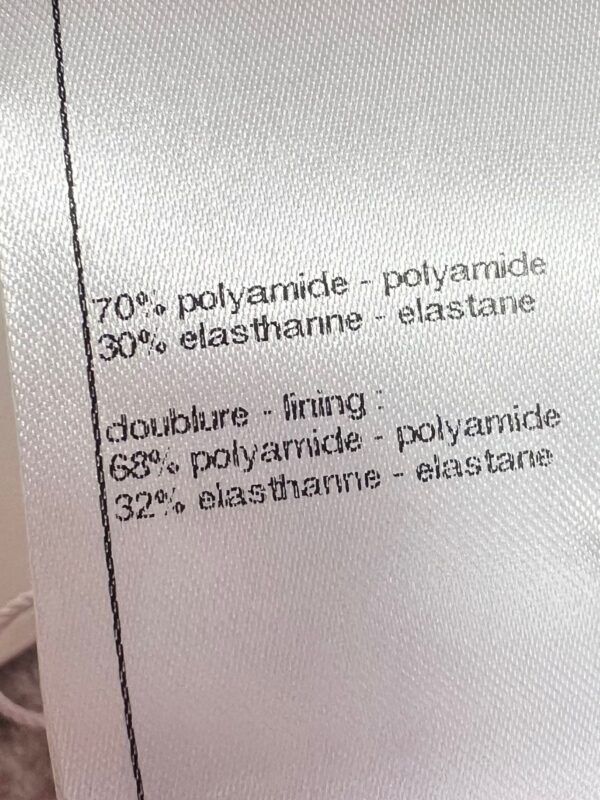 70% polyamide - polyamide
30% elasthanne - elastane
doublure - lining :
68% polyamide - polyamide
32% elasthanne - elastane